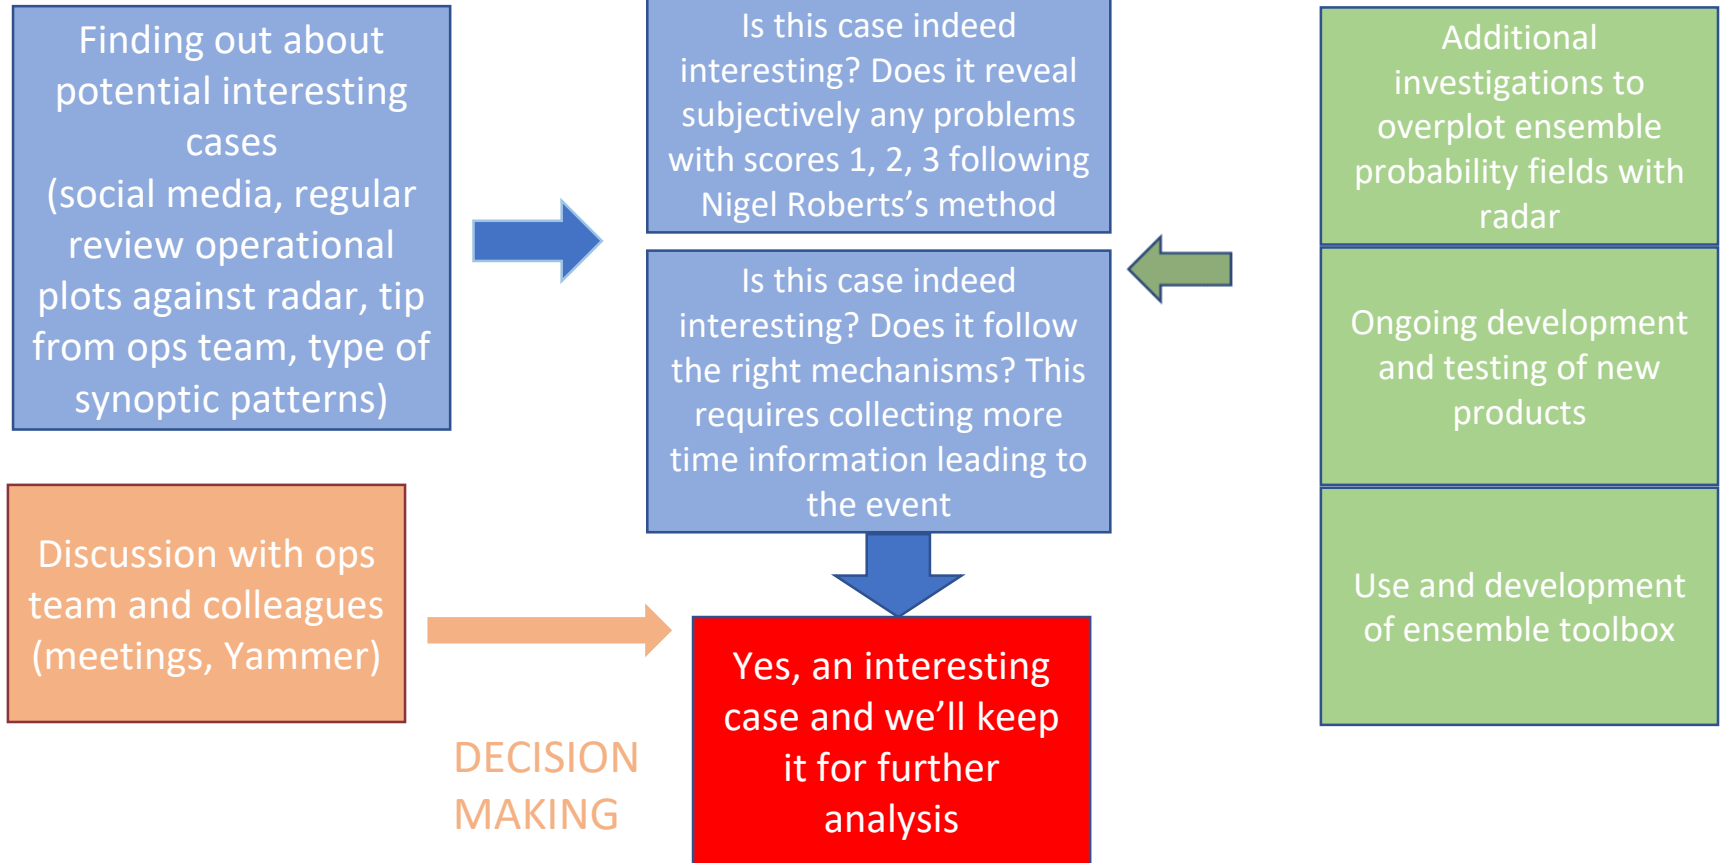 Finding out about
potential interesting
cases
(social media, regular
review operational
plots against radar, tip
from ops team, type of
synoptic patterns)
Is this case indeed
interesting? Does it reveal
subjectively any problems
with scores 1, 2, 3 following
Nigel Roberts’s method
Is this case indeed
interesting? Does it follow
the right mechanisms? This
requires collecting more
time information leading to
the event
Additional
investigations to
overplot ensemble
probability fields with
radar
Ongoing development
and testing of new
products
Use and development
of ensemble toolbox
Discussion with ops
team and colleagues
(meetings, Yammer)
DECISION
MAKING
Yes, an interesting
case and we’ll keep
it for further
analysis